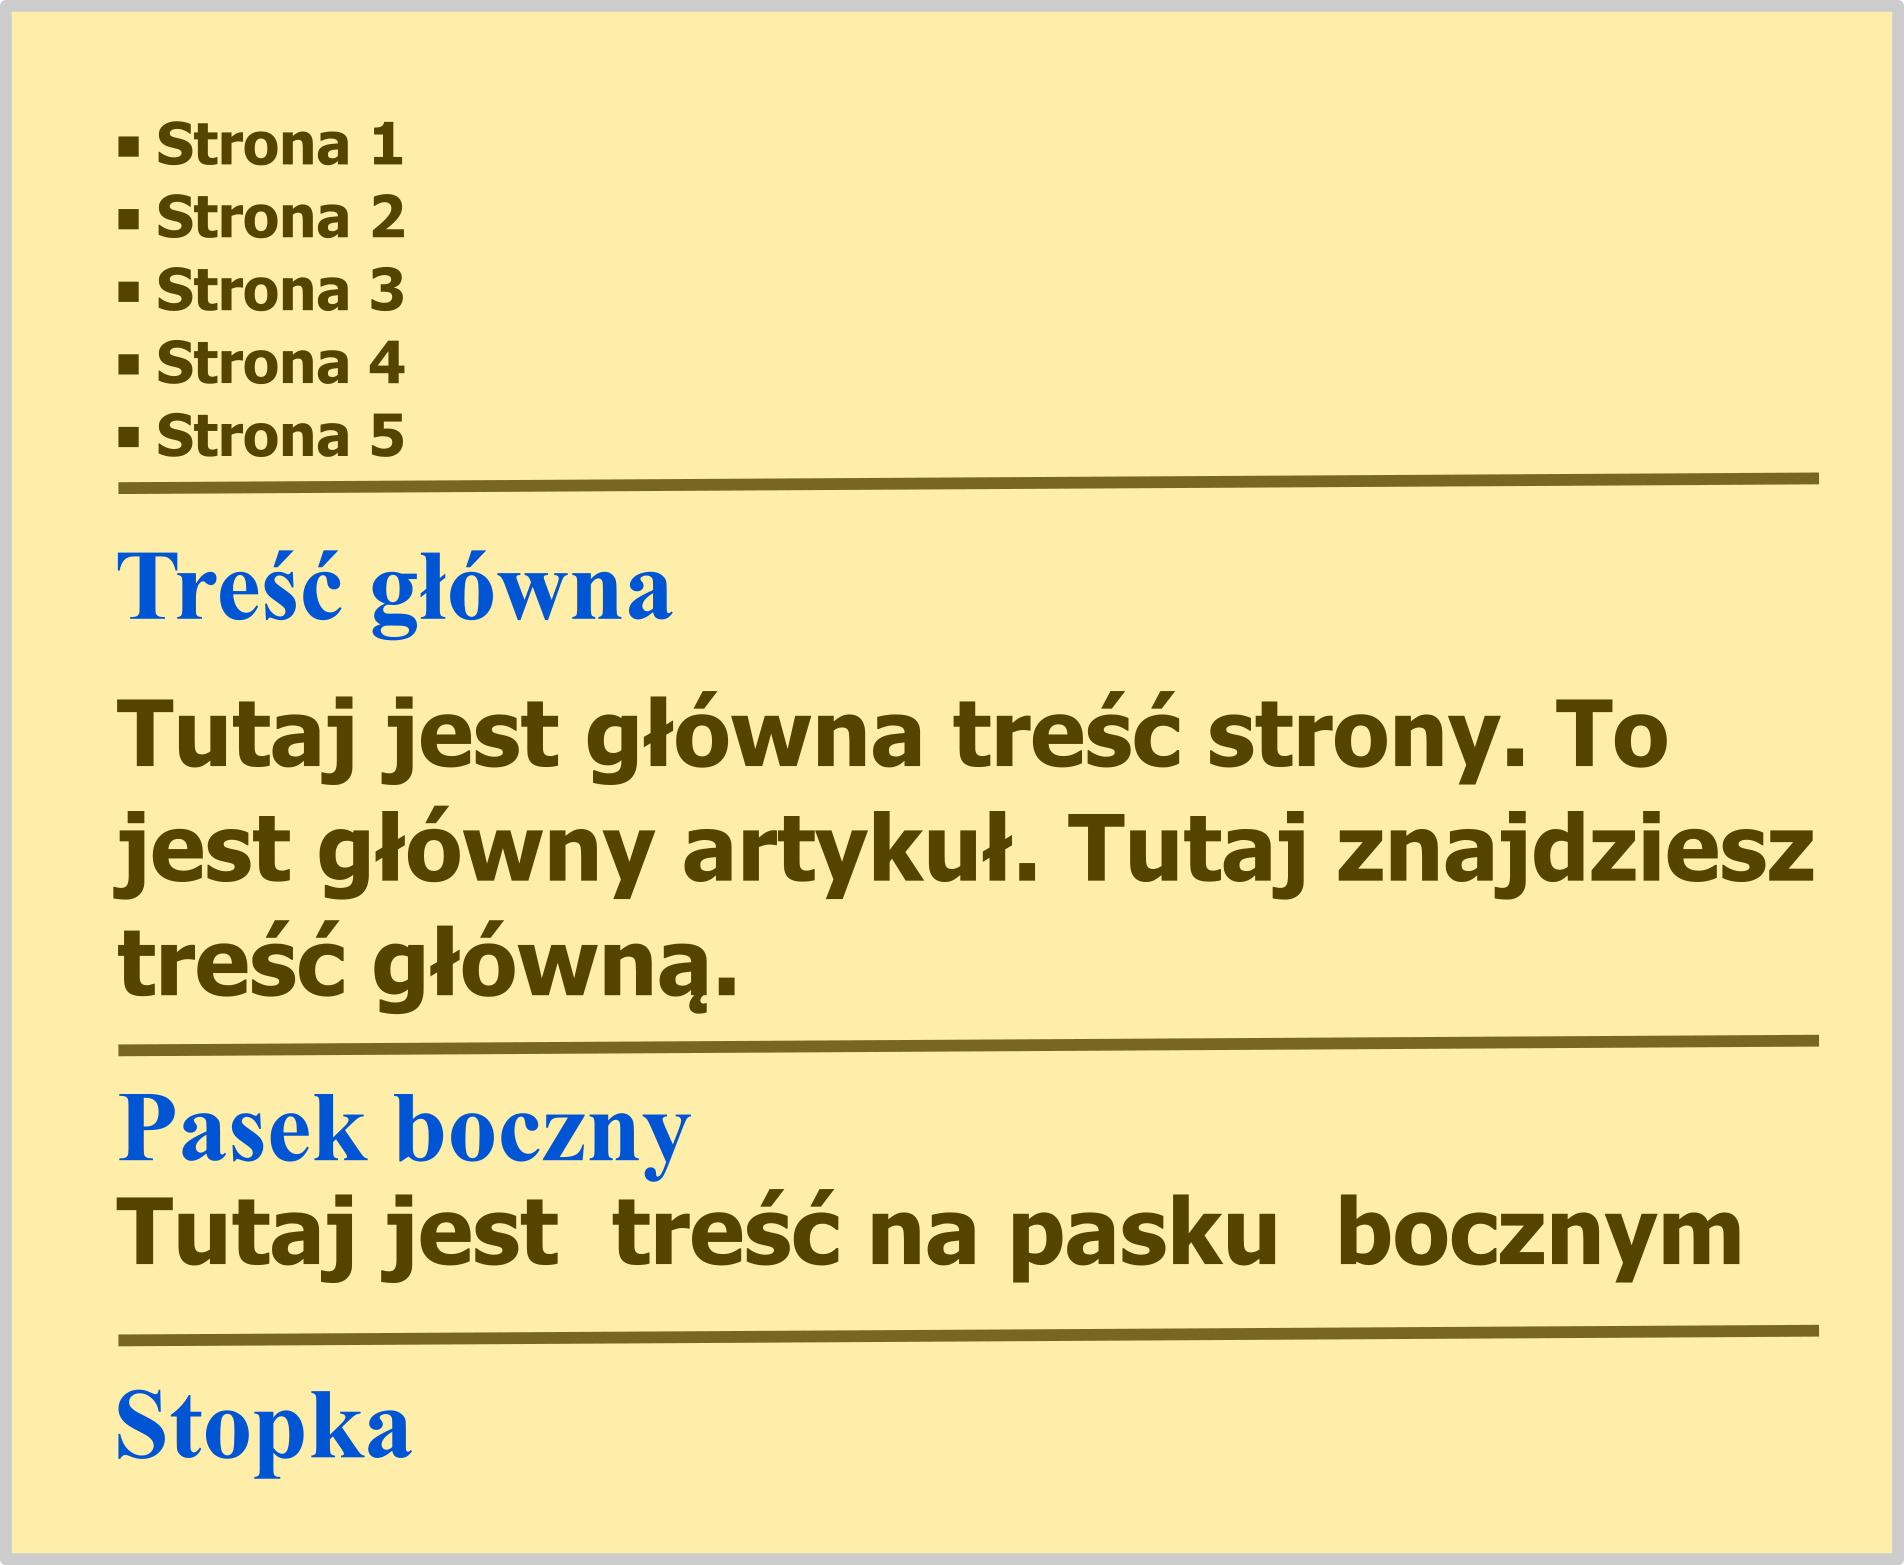 ▪ Strona 1
▪ Strona 2
▪ Strona 3
▪ Strona 4
▪ Strona 5
Treść główna
Tutaj jest główna treść strony. To
jest główny artykuł. Tutaj znajdziesz
treść główną.
Pasek boczny
Tutaj jest  treść na pasku  bocznym
Stopka